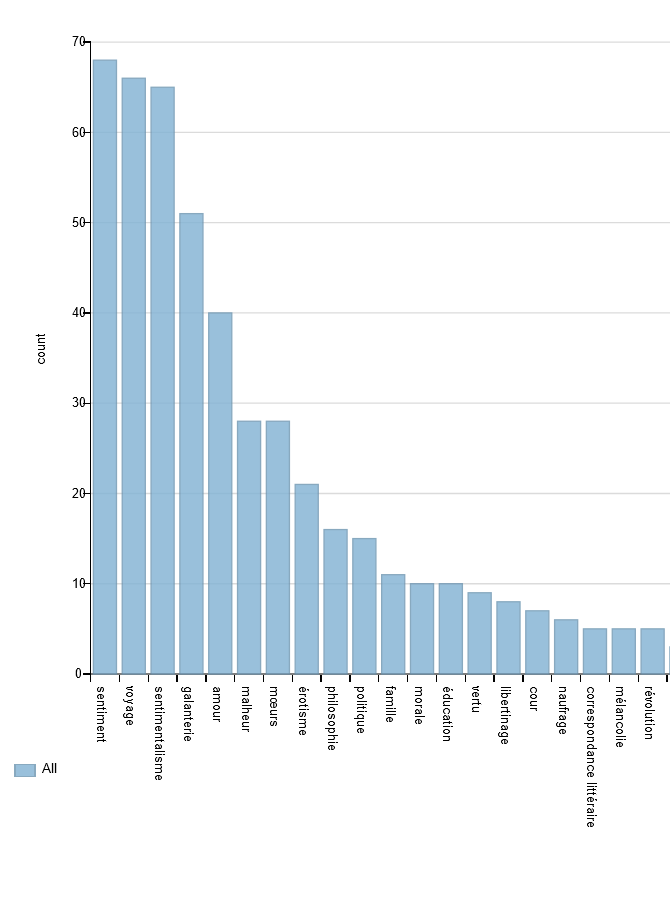 70
60
50
40
30
20
10
0
count
sentiment
voyage
sentimentalisme
galanterie
amour
malheur
mœurs
érotisme
philosophie
politique
famille
morale
éducation
vertu
libertinage
cour
naufrage
correspondance littéraire
mélancolie
révolution
All